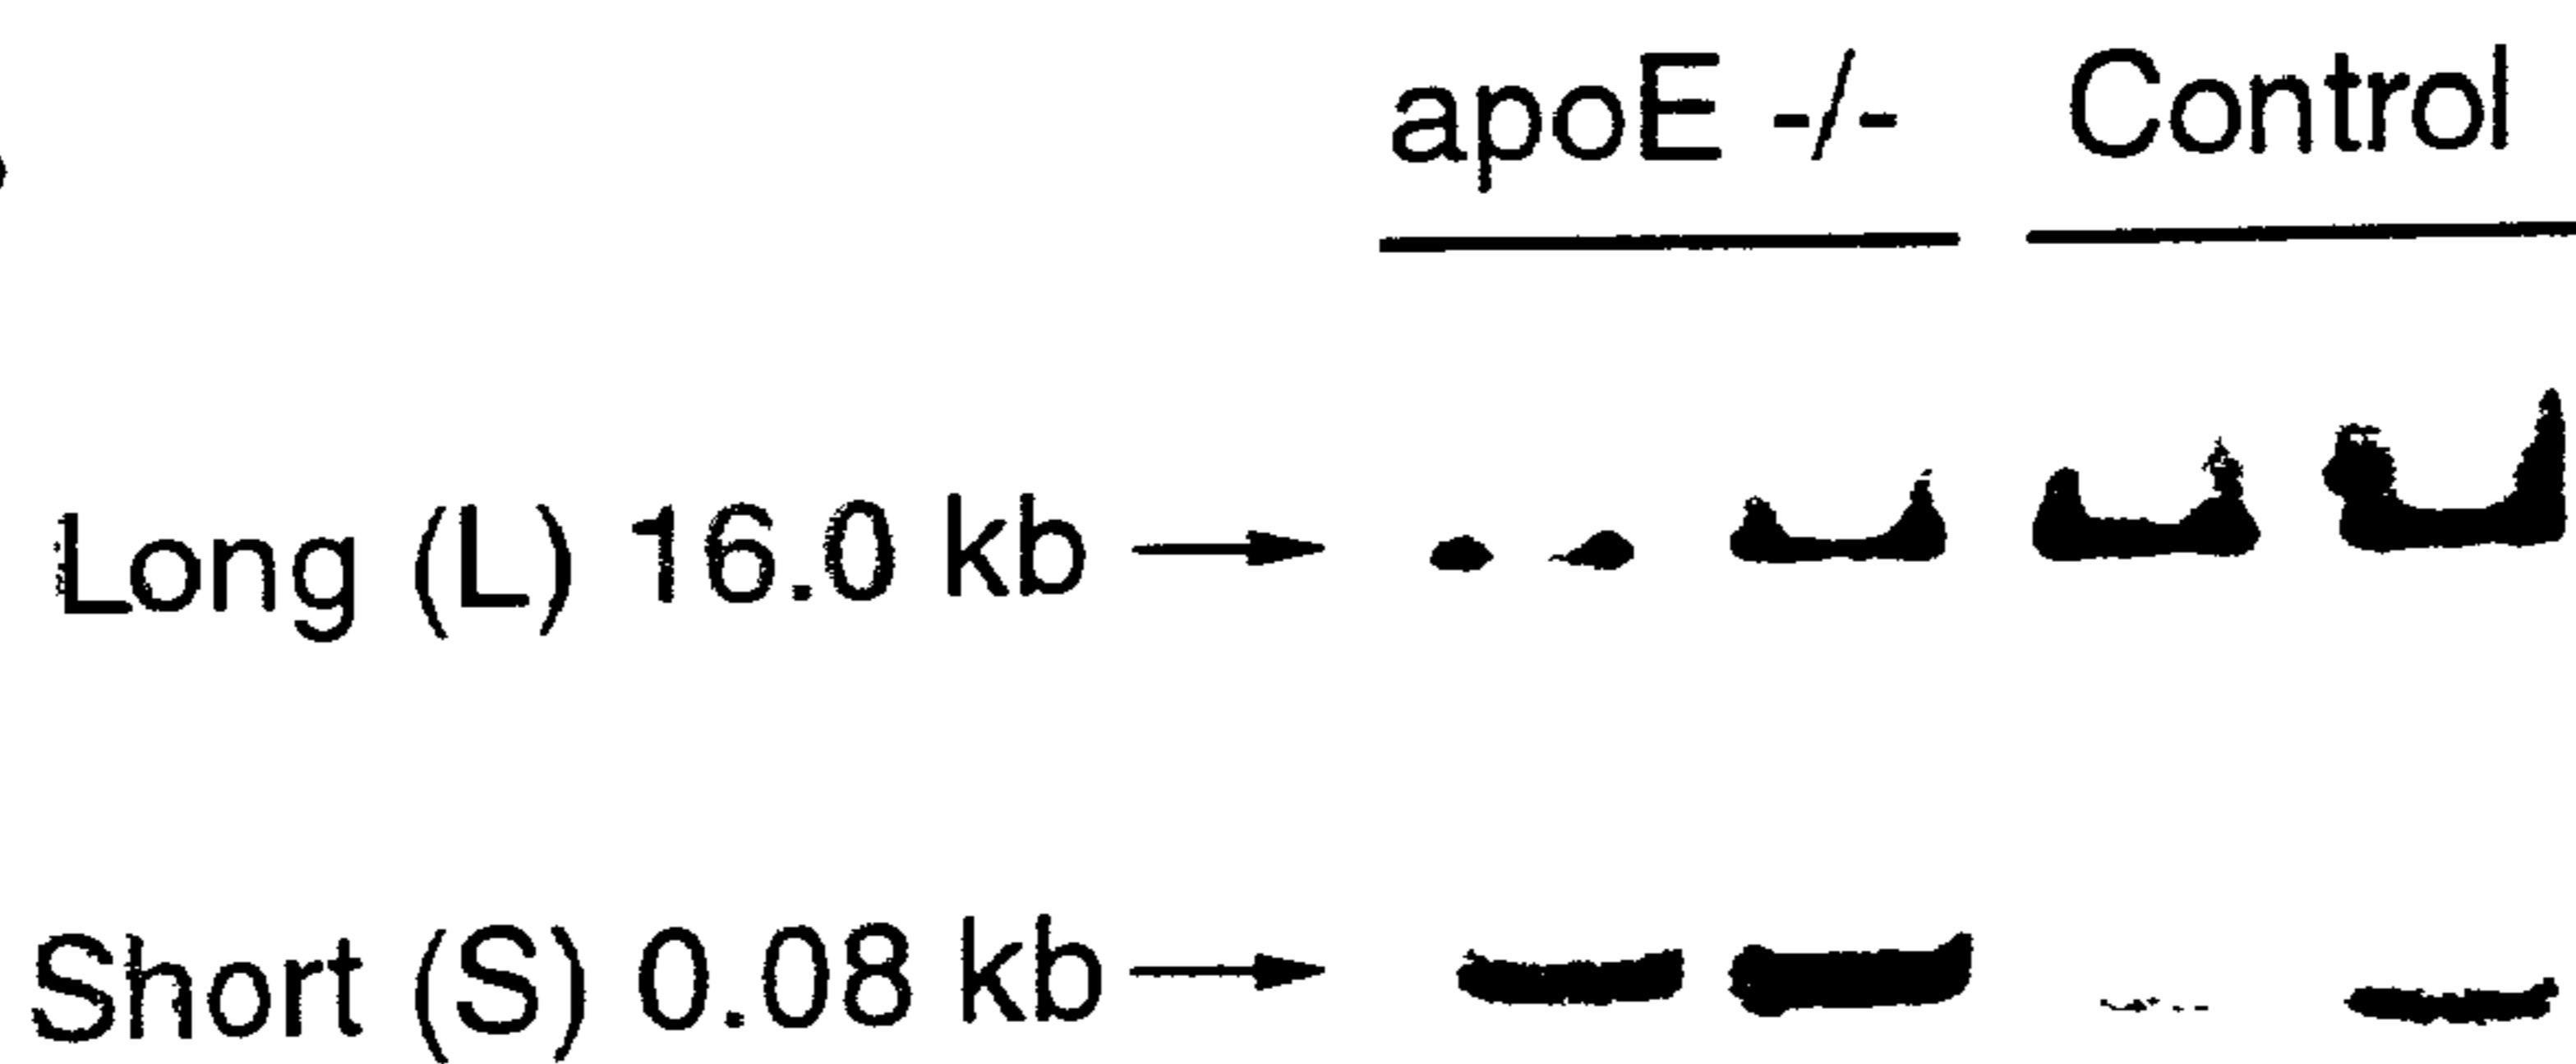 apoE -/- Control
Long (L) 16.0 kb
Short (S) 0.08 kb